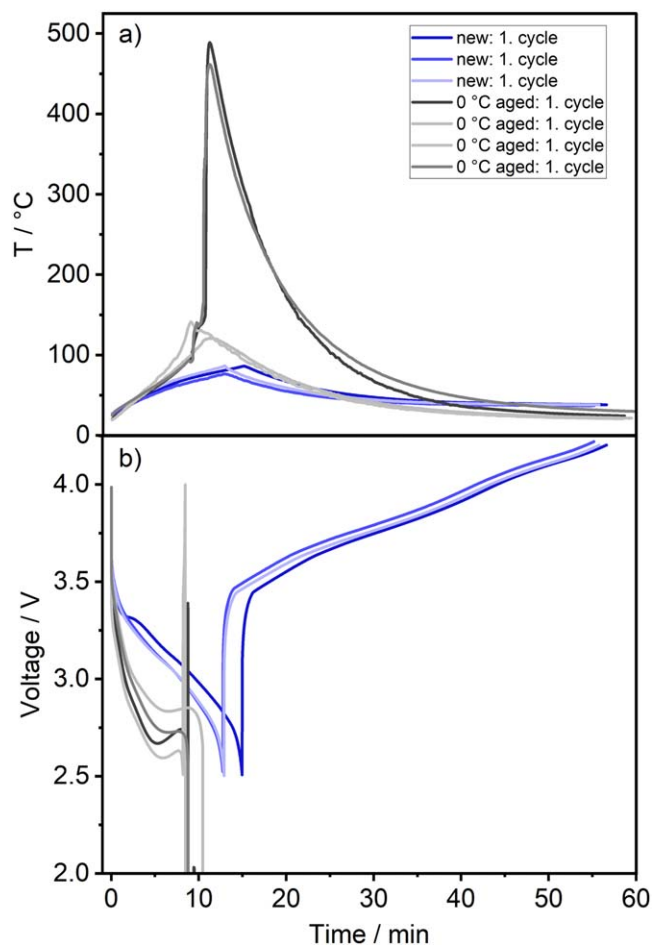 a)
new: 1. cycle
new: 1. cycle
new: 1. cycle
0 °C aged: 1. cycle
0 °C aged: 1. cycle
0 °C aged: 1. cycle
0 °C aged: 1. cycle
500
400
300
200
100
0
T / °C
b)
4.0
3.5
3.0
2.5
2.0
Voltage / V
0 10 20 30 40 50 60
Time / min